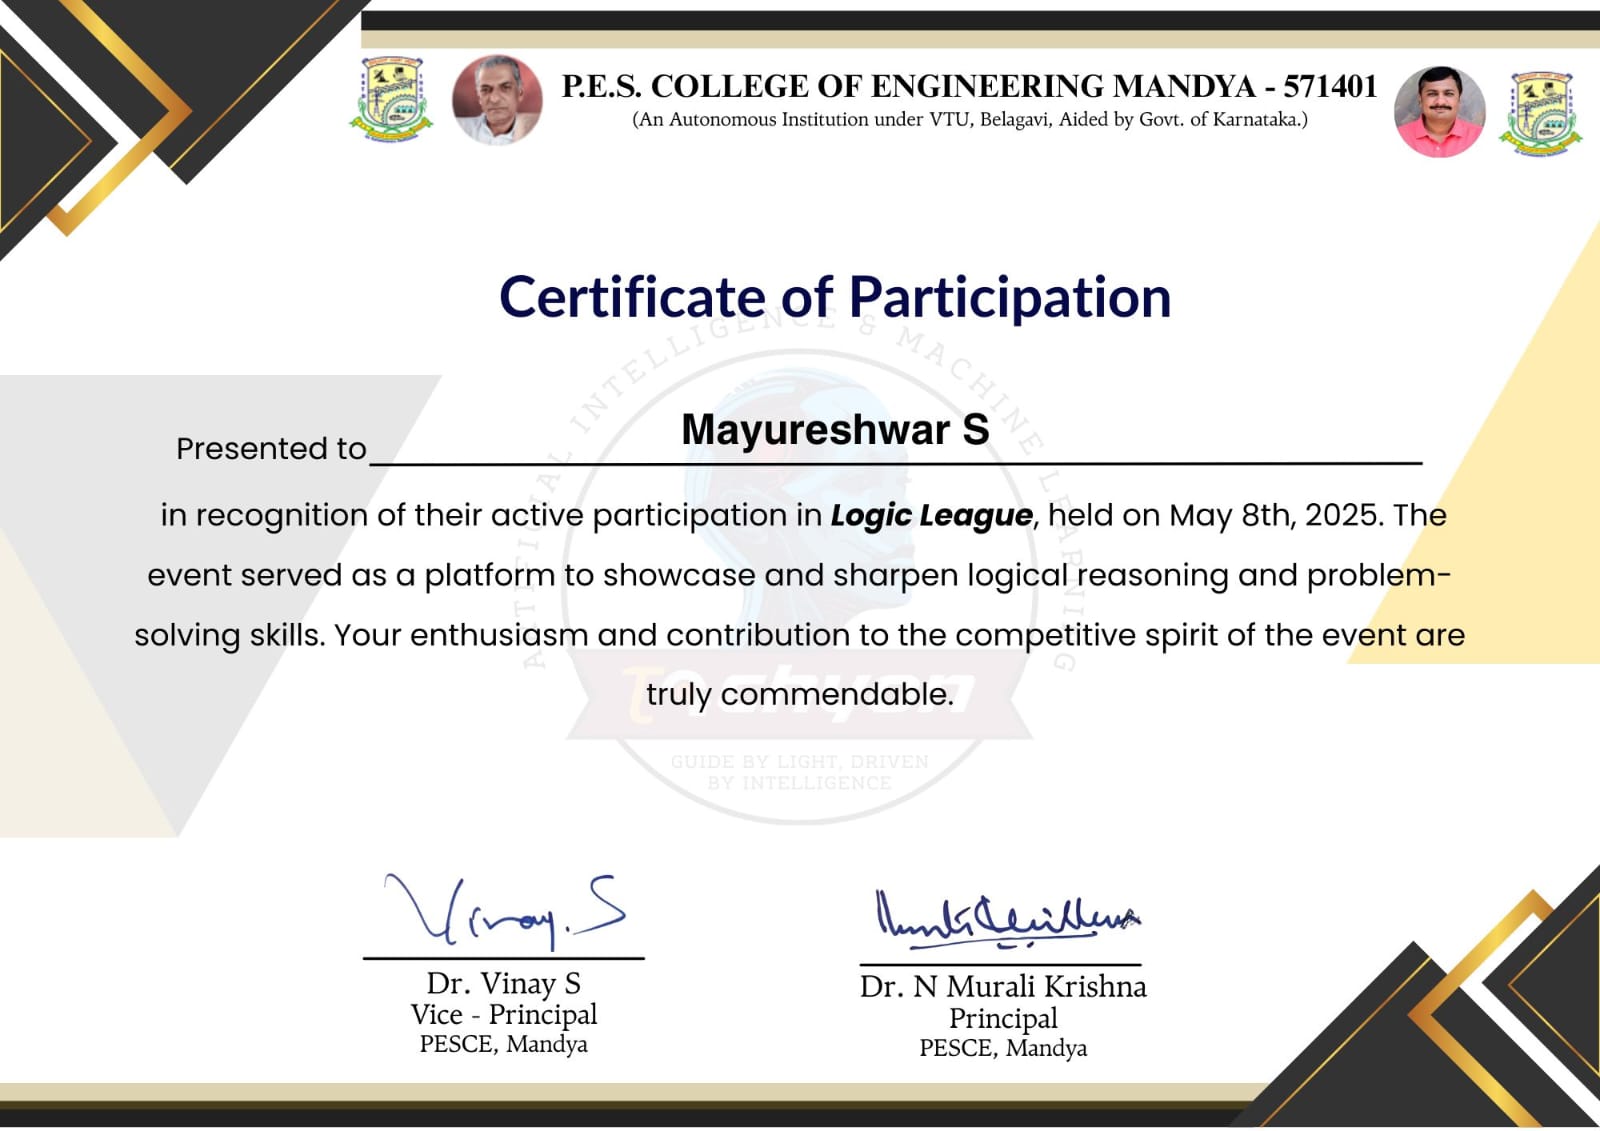 P.E.S. COLLEGE OF ENGINEERING MANDYA - 571401
(An Autonomous Institution under VTU, Belagavi, Aided by Govt. of Karnataka.)
Certificate of Participation
ARTIFICIAL INTELLIGENCE & MACHINE LEARNING
Presented to Mayureshwar S
in recognition of their active participation in Logic League, held on May 8th, 2025. The
event served as a platform to showcase and sharpen logical reasoning and problem-
solving skills. Your enthusiasm and contribution to the competitive spirit of the event are
truly commendable.
Tachyon
GUIDE BY LIGHT, DRIVEN
BY INTELLIGENCE
Vinay. S
Dr. Vinay S
Vice - Principal
PESCE, Mandya
Dr. N Murali Krishna
Principal
PESCE, Mandya